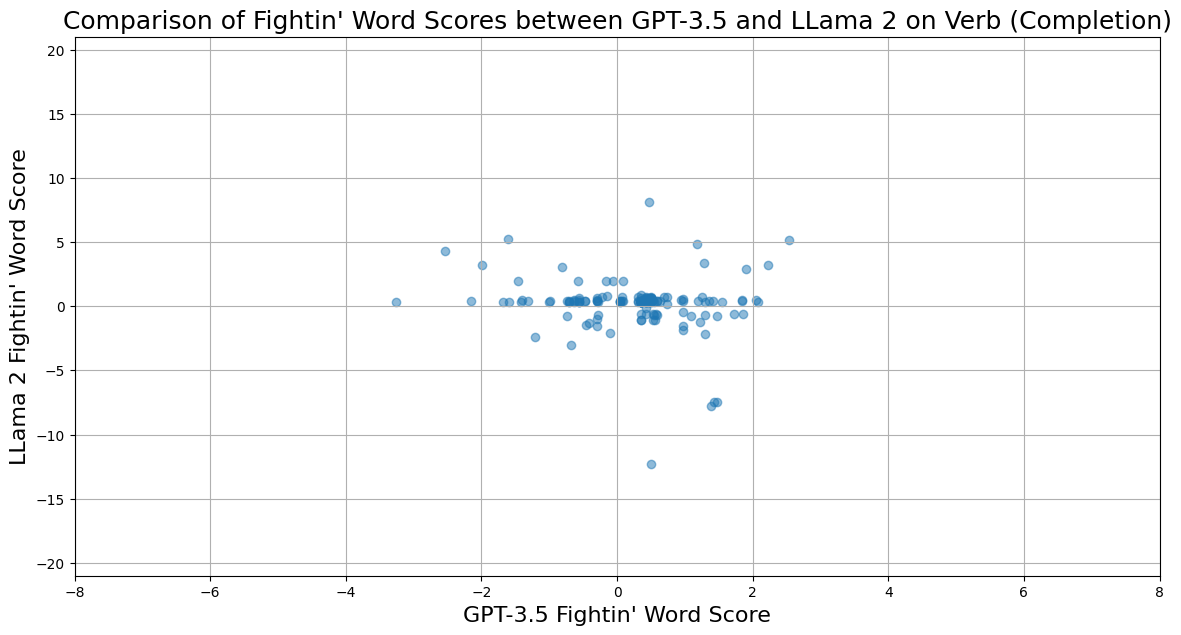 Comparison of Fightin' Word Scores between GPT-3.5 and LLama 2 on Verb (Completion)
20
15
10
5
0
−5
−10
−15
−20
LLama 2 Fightin' Word Score
−8 −6 −4 −2 0 2 4 6 8
GPT-3.5 Fightin' Word Score